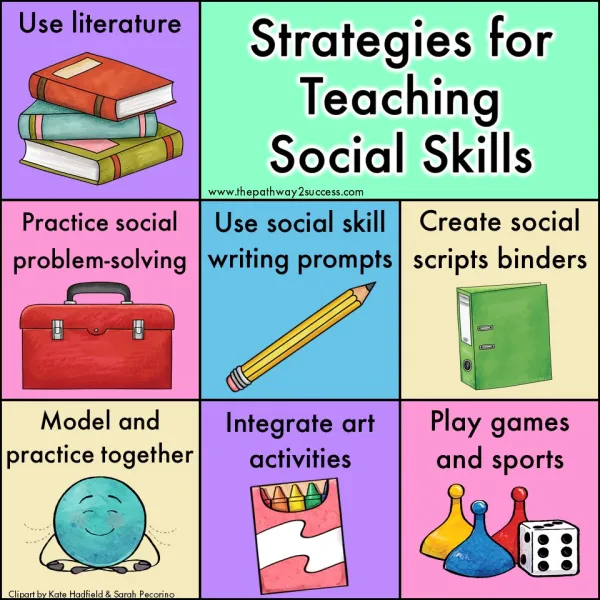 Use literature
Strategies for
Teaching
Social Skills
www.thepathway2success.com
Practice social
problem-solving
Use social skill
writing prompts
Create social
scripts binders
Model and
practice together
Integrate art
activities
Play games
and sports
Clipart by Kate Hadfield & Sarah Pecorino